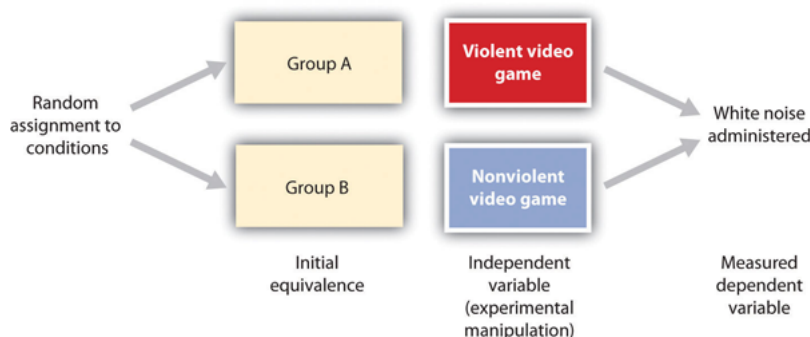 Random
assignment to
conditions
Group A
Group B
Violent video
game
Nonviolent
video game
White noise
administered
Initial
equivalence
Independent
variable
(experimental
manipulation)
Measured
dependent
variable